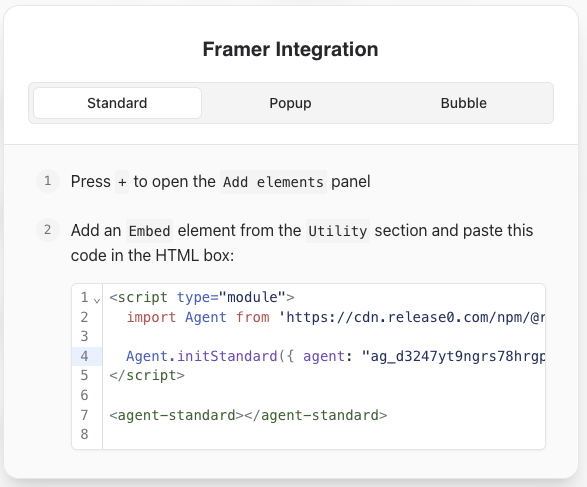 Framer Integration
Standard Popup Bubble
1 Press + to open the Add elements panel
2 Add an Embed element from the Utility section and paste this
code in the HTML box:
1 <script type="module">
2 import Agent from 'https://cdn.release0.com/npm/@r
3
4 Agent.initStandard({ agent: "ag_d3247yt9ngrs78hrgp
5 </script>
6
7 <agent-standard></agent-standard>
8